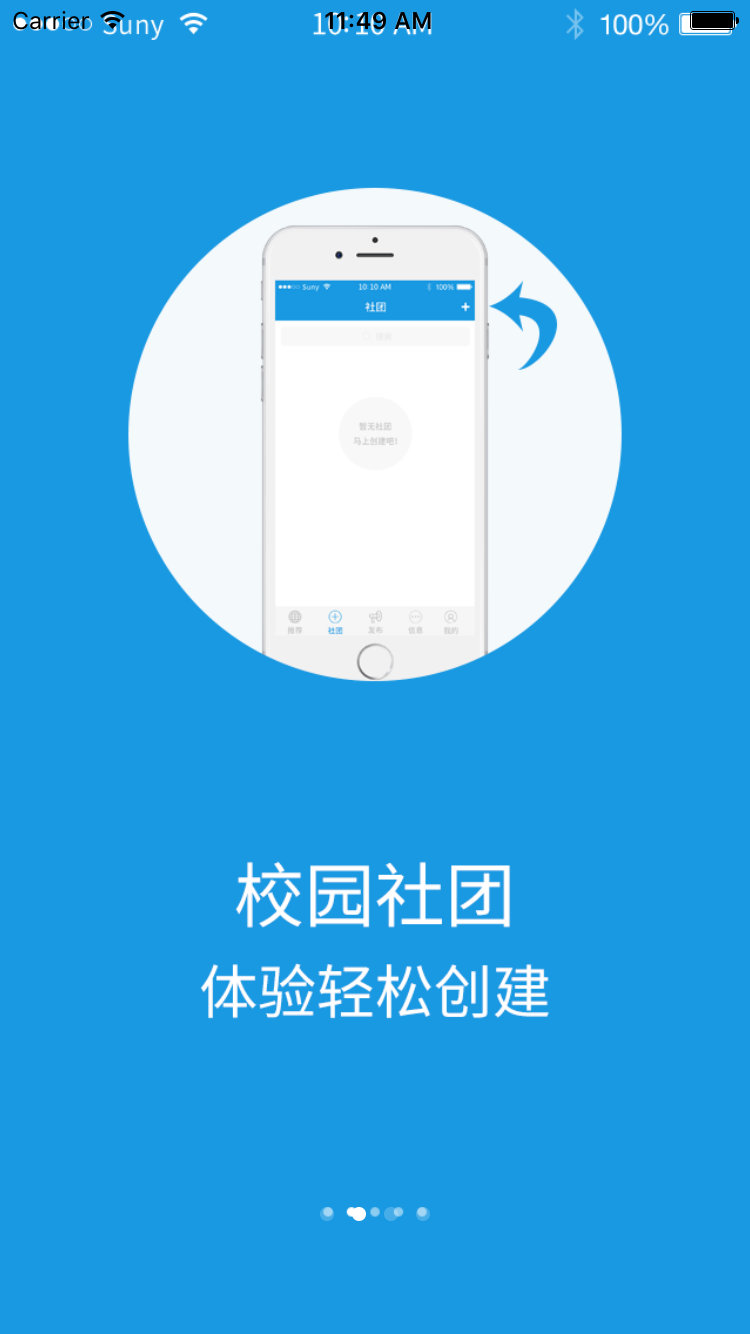 Carrier 11:49 AM
Suny 10:10 AM 100%
Suny 10:10 AM 100%
社团 +
搜索
暂无社团
马上创建吧!
推荐 社团 发布 信息 我的
校园社团
体验轻松创建